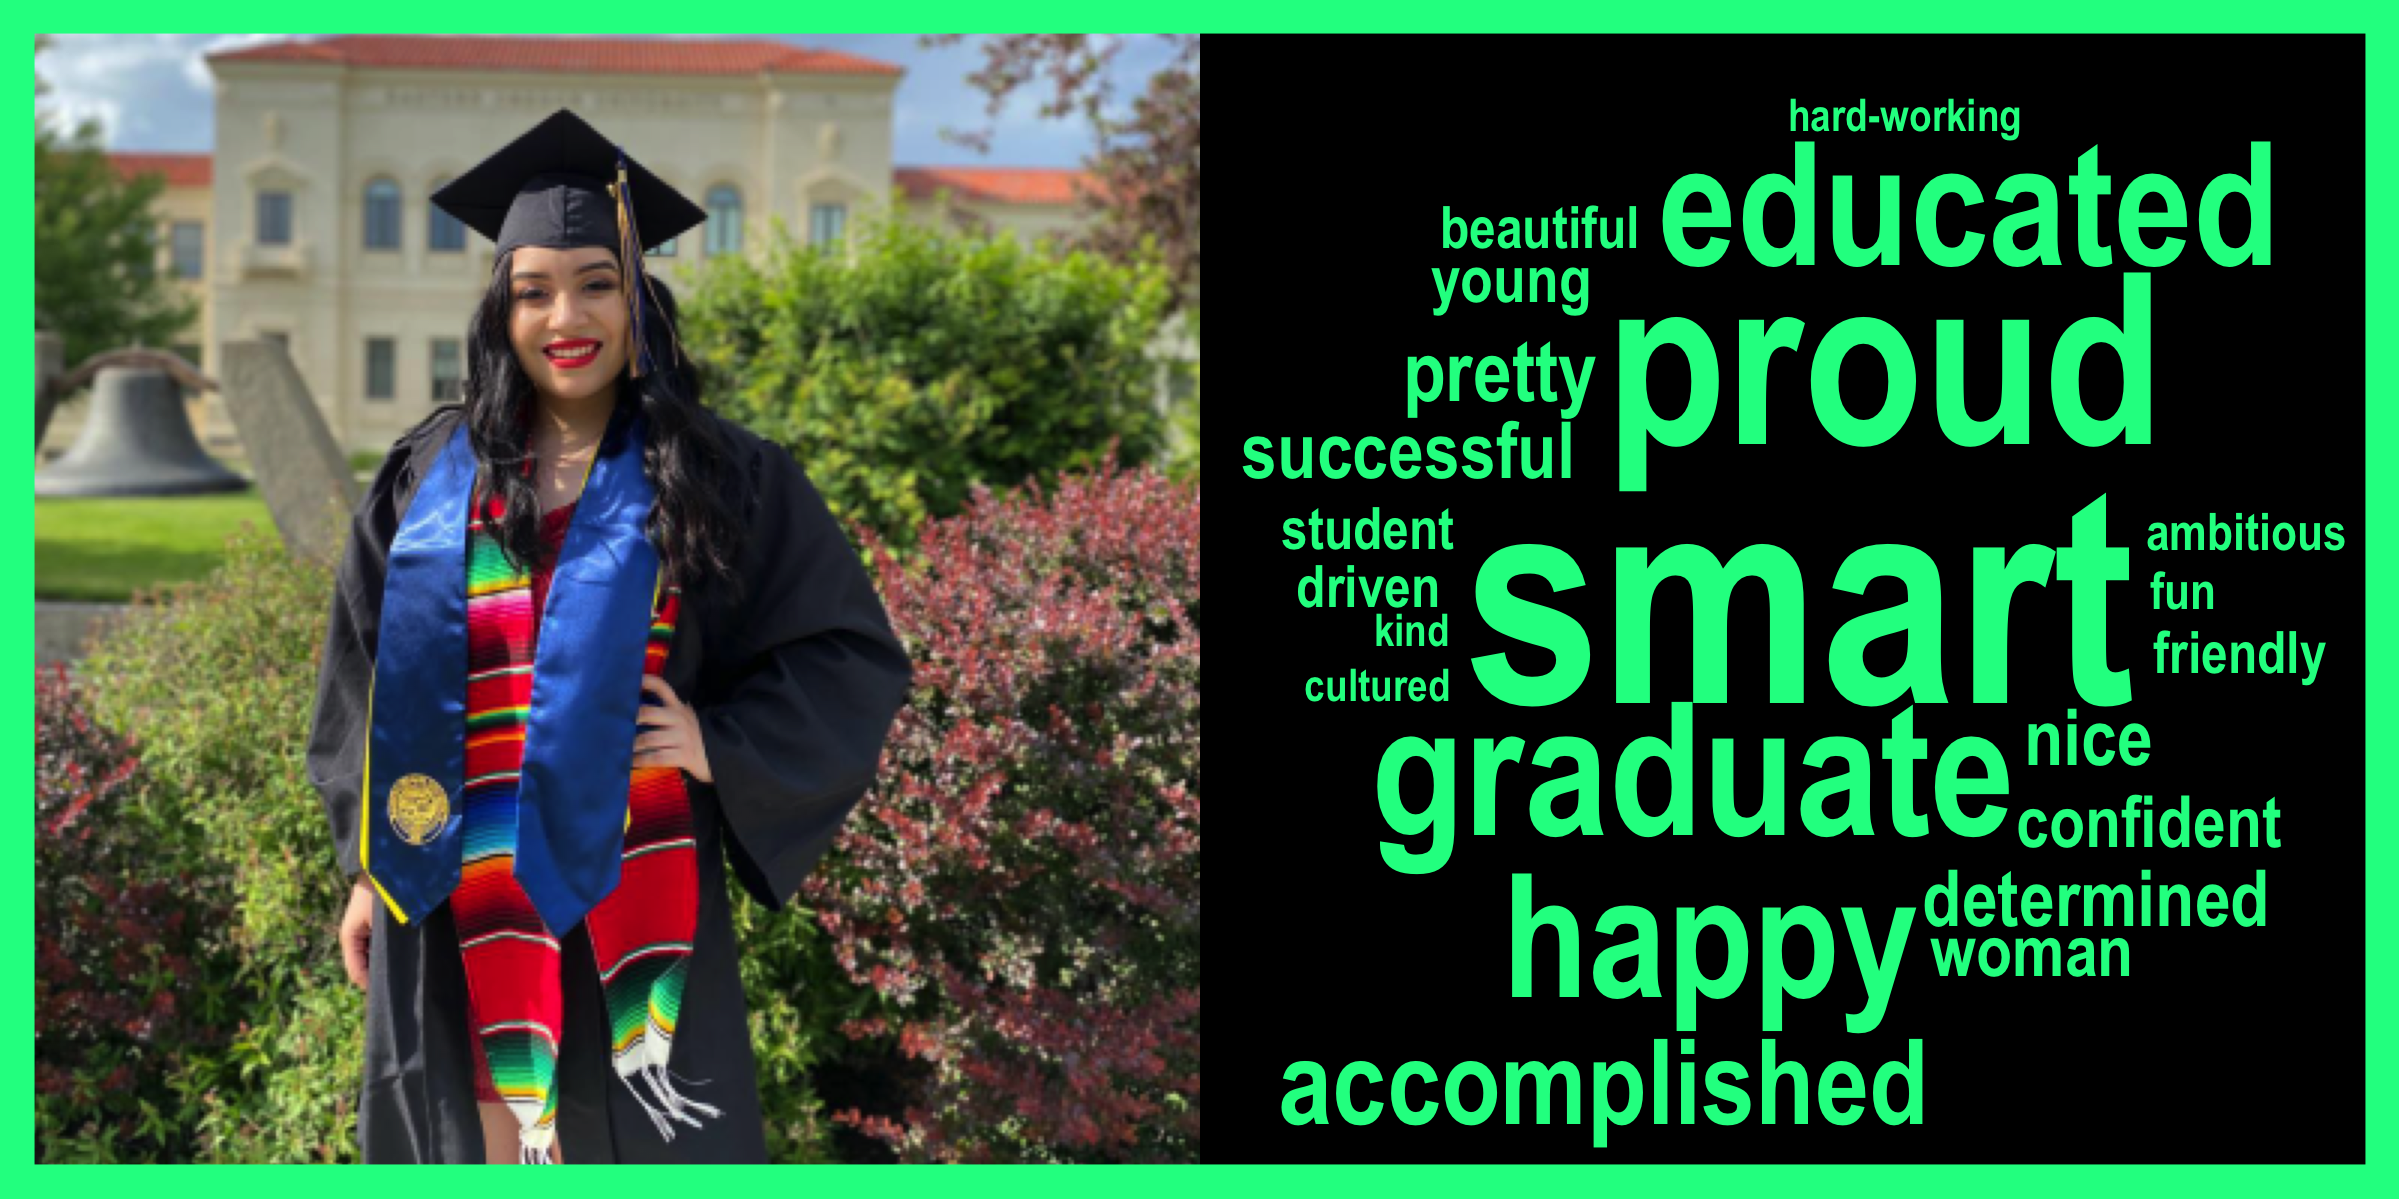 hard-working
educated
beautiful
young
proud
pretty
successful
smart
student
driven
kind
cultured
ambitious
fun
friendly
graduate
nice
confident
happy
determined
woman
accomplished